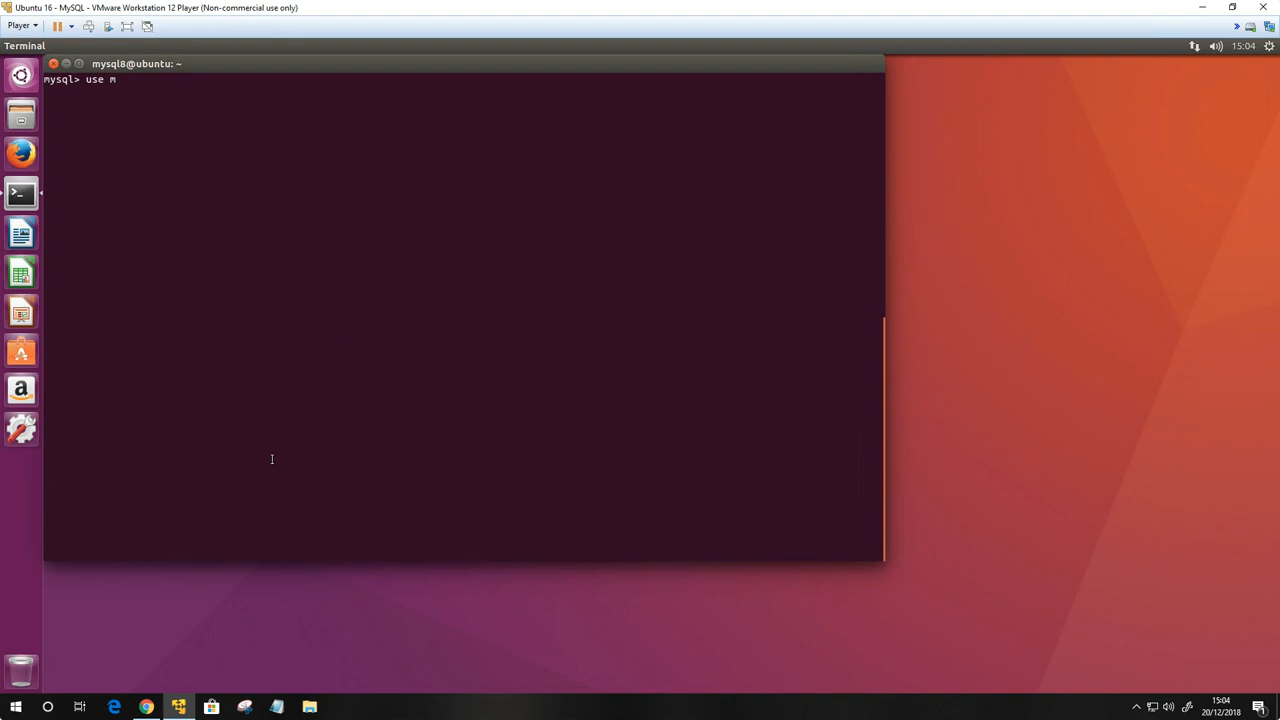 Ubuntu 16 - MySQL - VMware Workstation 12 Player (Non-commercial use only)
Player
Terminal
15:04
mysql8@ubuntu: ~
mysql> use m
15:04
20/12/2018